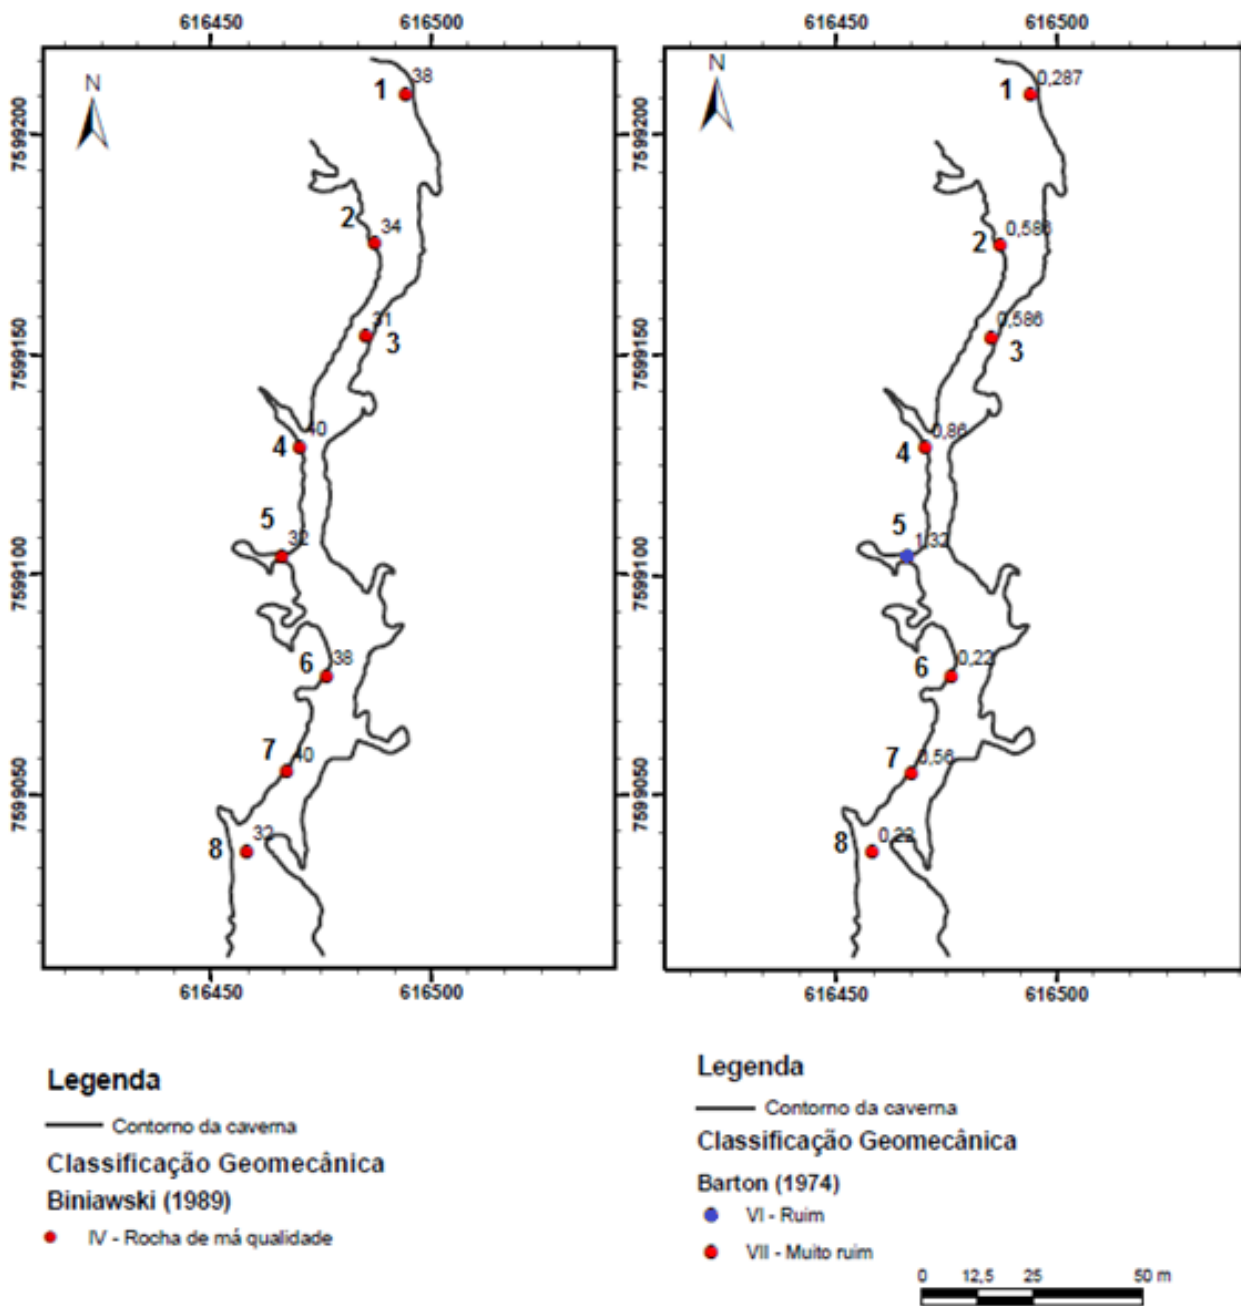 616450 616500
N
7599200
7599150
7599100
7599050
1 38
2 34
31
3
40
4
5
32
6 38
7 40
8 32
616450 616500
Legenda
Contorno da caverna
Classificação Geomecânica
Biniawski (1989)
IV - Rocha de má qualidade
616450 616500
N
7599200
7599150
7599100
7599050
1 0,287
2 0,586
0,586
3
0,86
4
5
1,32
6 0,22
7 0,56
8 0,22
616450 616500
Legenda
Contorno da caverna
Classificação Geomecânica
Barton (1974)
VI - Ruim
VII - Muito ruim
0 12,5 25 50 m